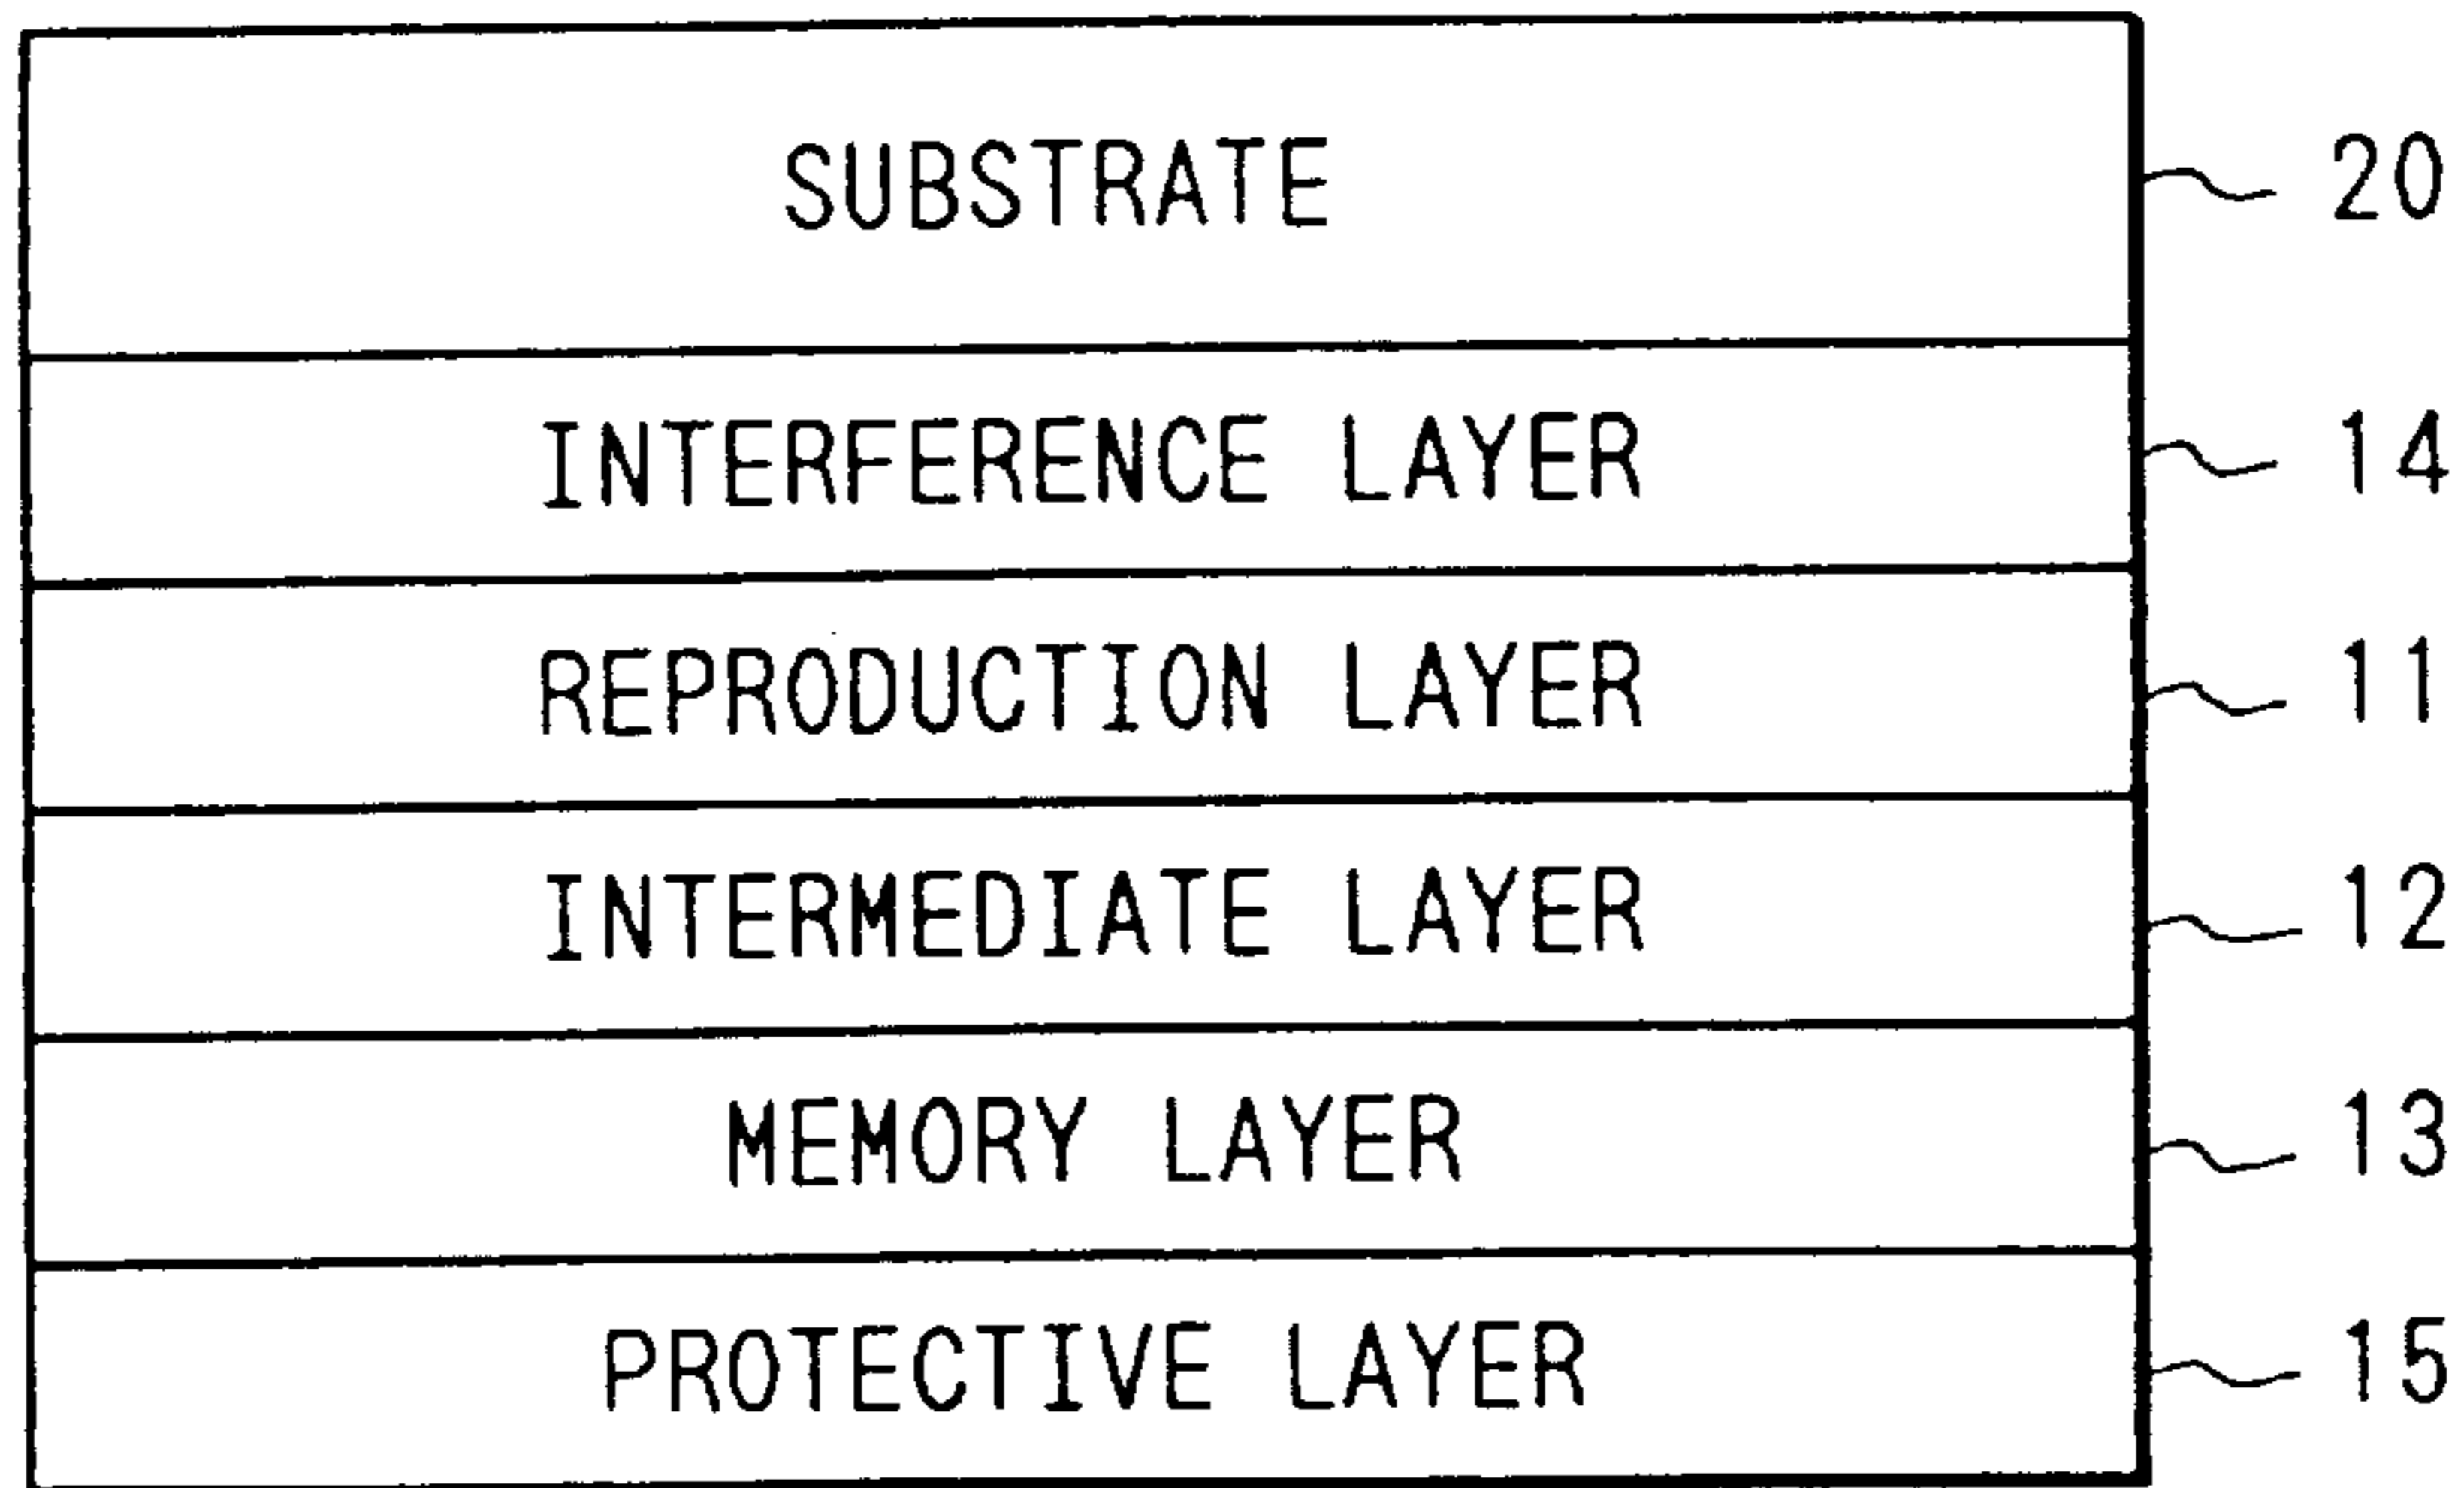 SUBSTRATE 20
INTERFERENCE LAYER 14
REPRODUCTION LAYER 11
INTERMEDIATE LAYER 12
MEMORY LAYER 13
PROTECTIVE LAYER 15